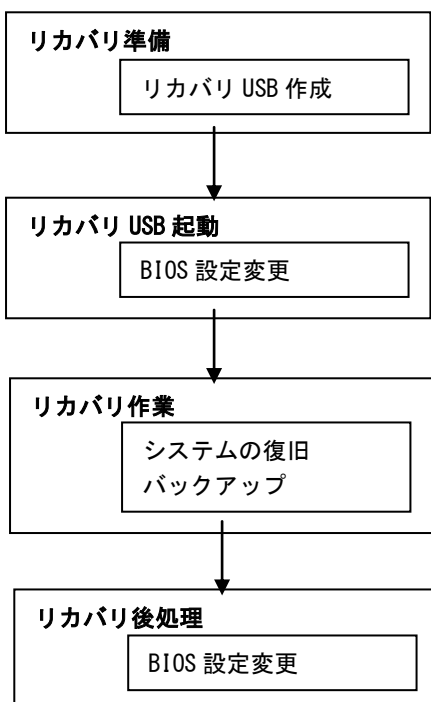 リカバリ準備
リカバリ USB 作成
リカバリ USB 起動
BIOS 設定変更
リカバリ作業
システムの復旧
バックアップ
リカバリ後処理
BIOS 設定変更